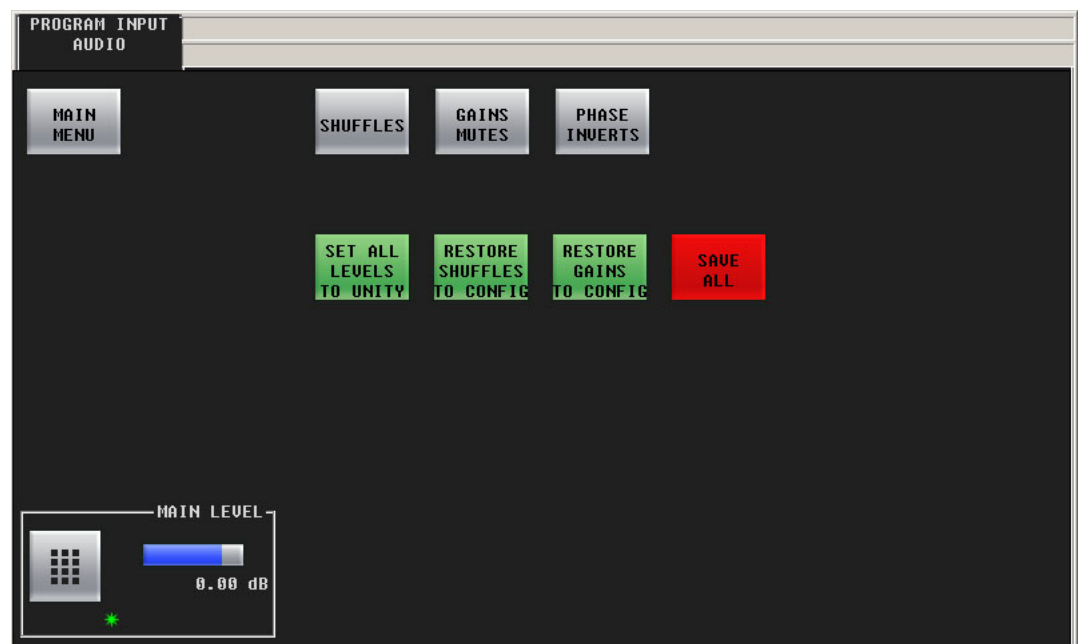 PROGRAM INPUT
AUDIO
MAIN
MENU
SHUFFLES
GAINS
MUTES
PHASE
INVERTS
SET ALL
LEVELS
TO UNITY
RESTORE
SHUFFLES
TO CONFIG
RESTORE
GAINS
TO CONFIG
SAVE
ALL
MAIN LEVEL
0.00 dB